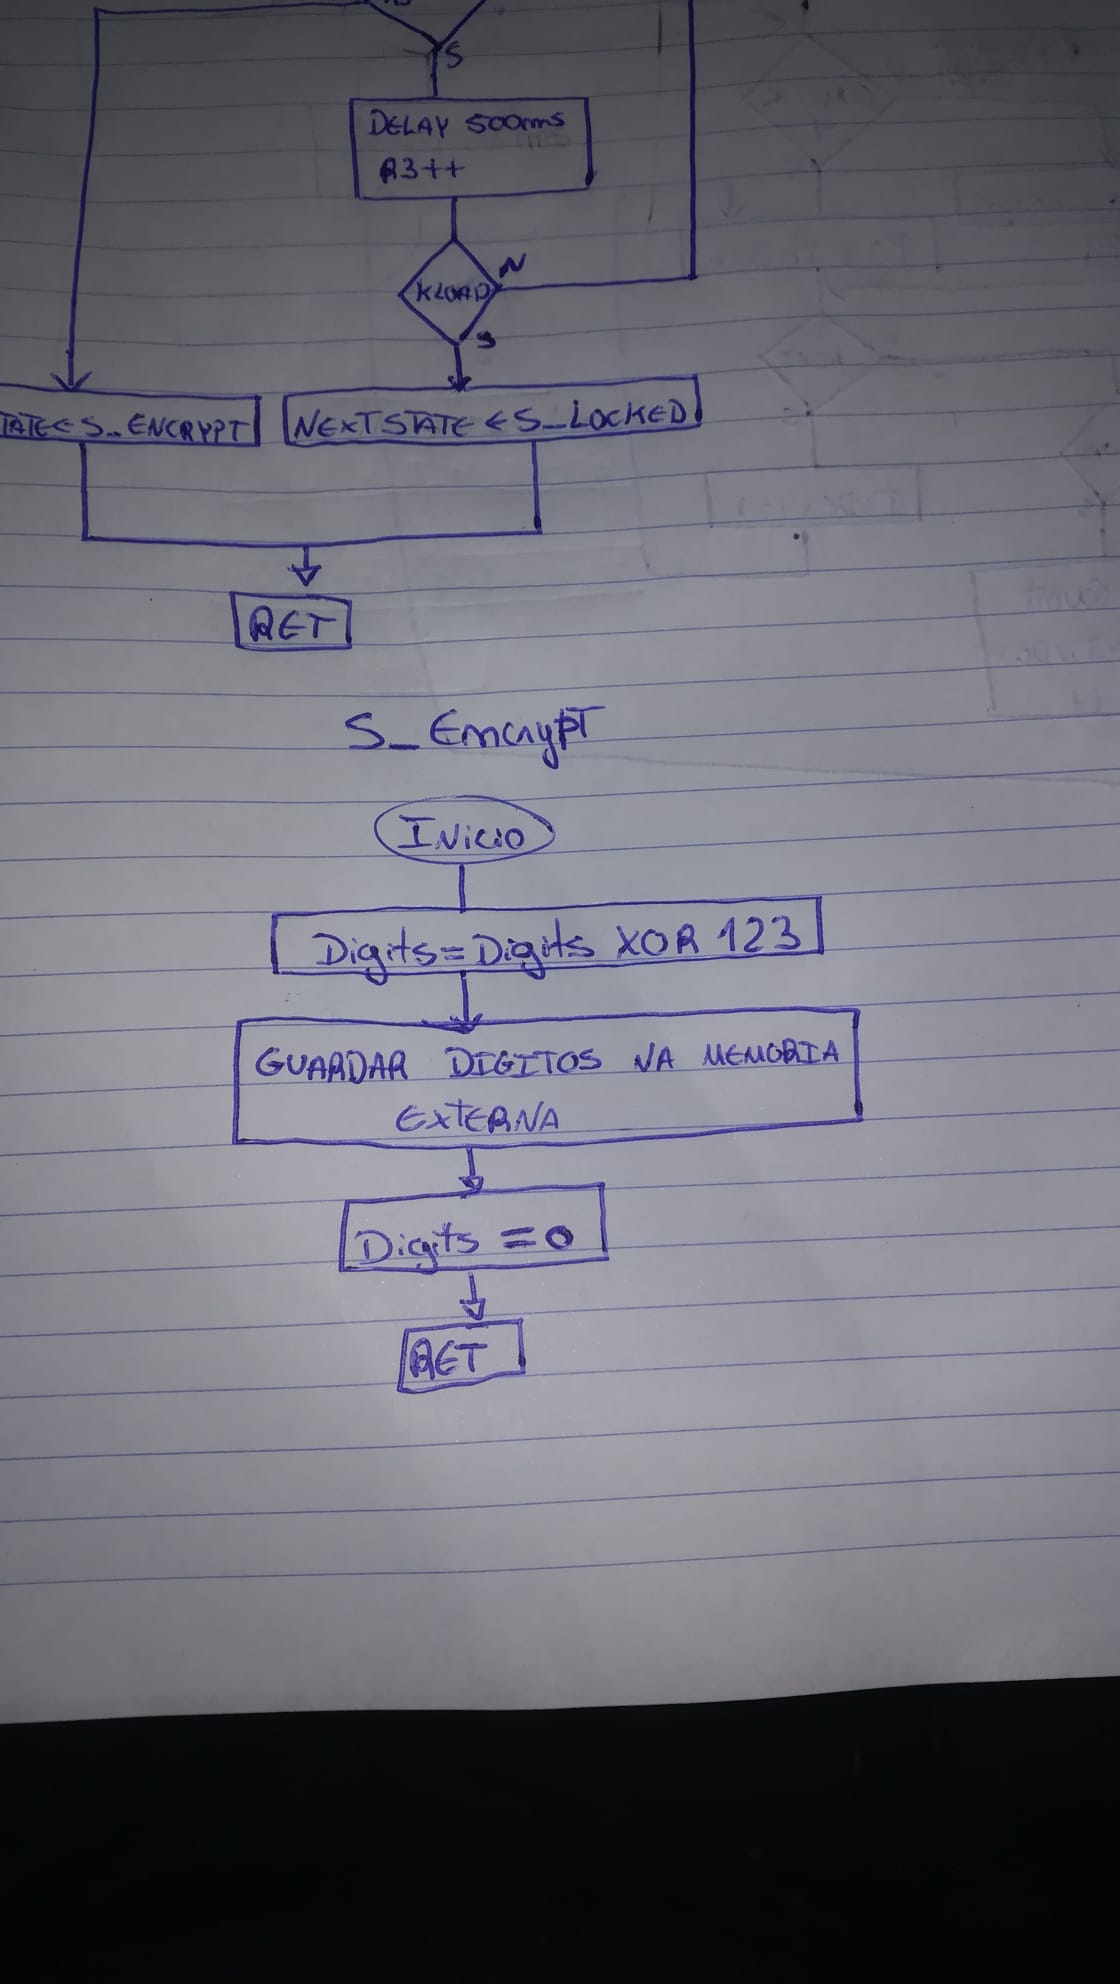 S
DELAY 500ms
R3++
KLOAD
N
S
S_ENCRYPT
NEXTSTATE < S_LOCKED
RET
S_Encrypt
INicio
Digits=Digits XOR 123
GUARDAR DIGITOS NA MEMORIA
EXTERNA
Digits = 0
RET